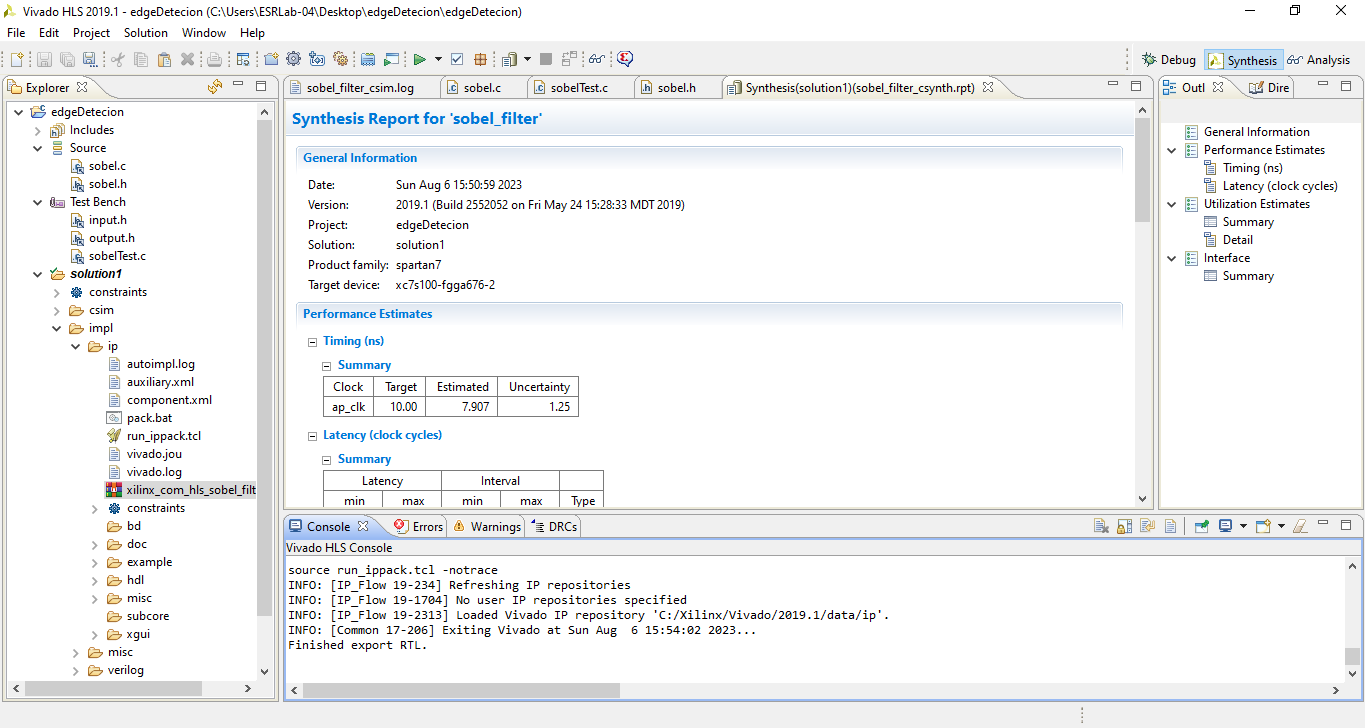 Vivado HLS 2019.1 - edgeDetecion (C:\Users\ESRLab-04\Desktop\edgeDetecion\edgeDetecion)
File Edit Project Solution Window Help
Debug Synthesis Analysis
Explorer
edgeDetecion
Includes
Source
sobel.c
sobel.h
Test Bench
input.h
output.h
sobelTest.c
solution1
constraints
csim
impl
ip
autoimpl.log
auxiliary.xml
component.xml
pack.bat
run_ippack.tcl
vivado.jou
vivado.log
xilinx_com_hls_sobel_filt
constraints
bd
doc
example
hdl
misc
subcore
xgui
misc
verilog
sobel_filter_csim.log sobel.c sobelTest.c sobel.h Synthesis(solution1)(sobel_filter_csynth.rpt)
Synthesis Report for 'sobel_filter'
General Information
Date: Sun Aug 6 15:50:59 2023
Version: 2019.1 (Build 2552052 on Fri May 24 15:28:33 MDT 2019)
Project: edgeDetecion
Solution: solution1
Product family: spartan7
Target device: xc7s100-fgga676-2
Performance Estimates
Timing (ns)
Summary
Clock Target Estimated Uncertainty
ap_clk 10.00 7.907 1.25
Latency (clock cycles)
Summary
Latency Interval
min max min max Type
Outl Dire
General Information
Performance Estimates
Timing (ns)
Latency (clock cycles)
Utilization Estimates
Summary
Detail
Interface
Summary
Console Errors Warnings DRCs
Vivado HLS Console
source run_ippack.tcl -notrace
INFO: [IP_Flow 19-234] Refreshing IP repositories
INFO: [IP_Flow 19-1704] No user IP repositories specified
INFO: [IP_Flow 19-2313] Loaded Vivado IP repository 'C:/Xilinx/Vivado/2019.1/data/ip'.
INFO: [Common 17-206] Exiting Vivado at Sun Aug  6 15:54:02 2023...
Finished export RTL.